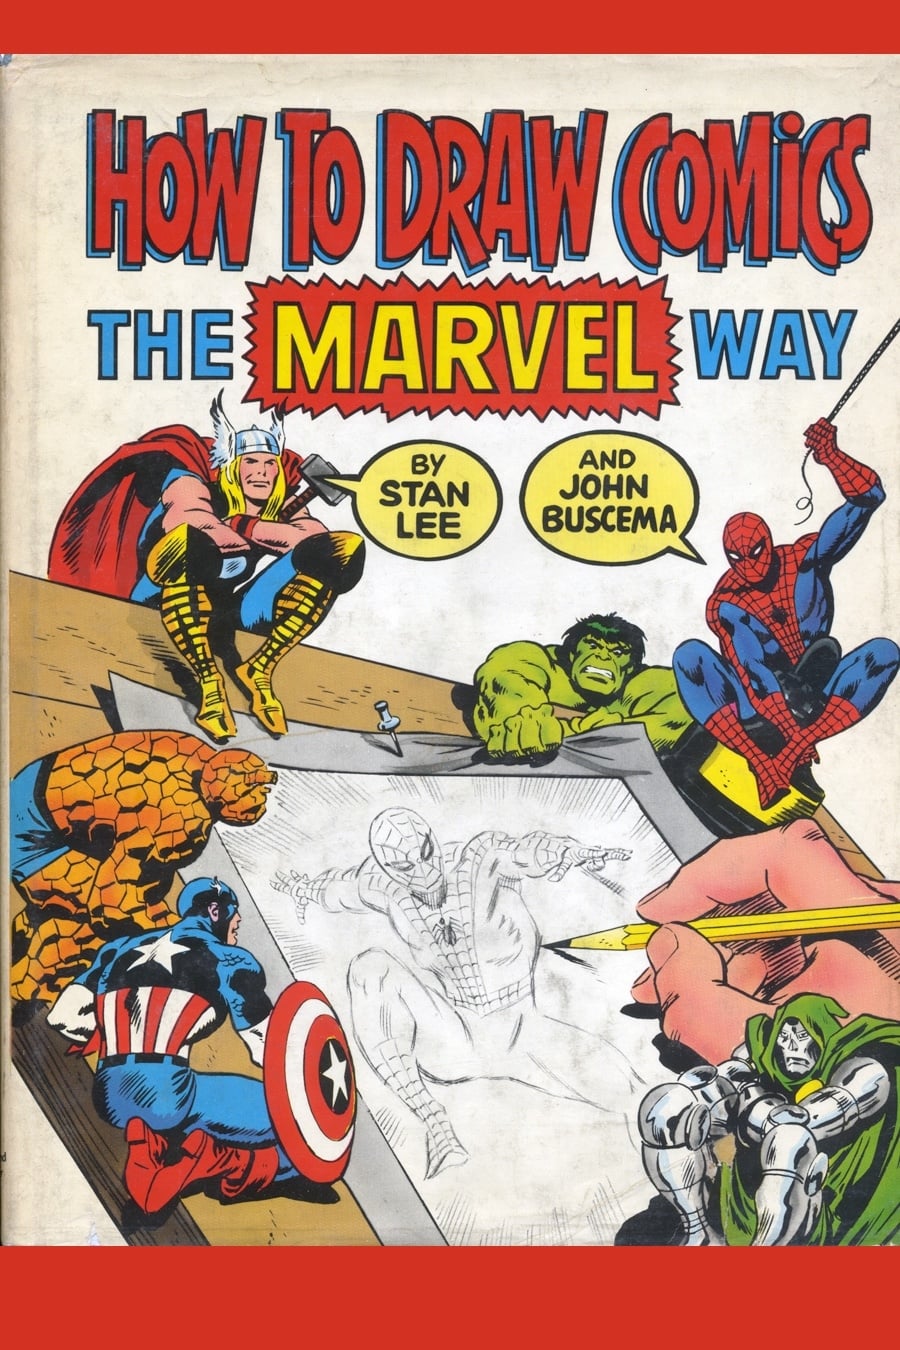 HOW TO DRAW COMiCS
THE MARVEL WAY
BY
STAN
LEE
AND
JOHN
BUSCEMA